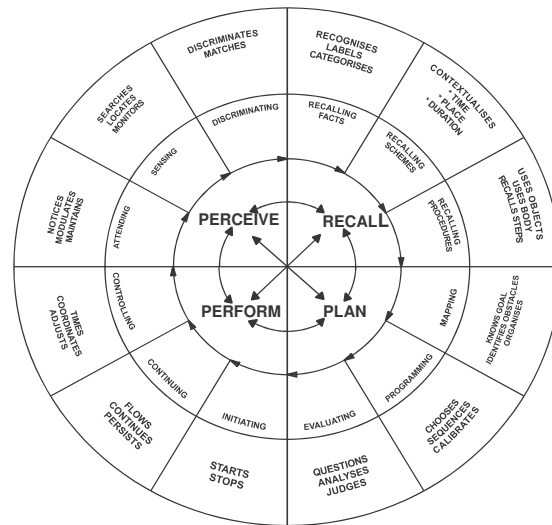 DISCRIMINATES
MATCHES
RECOGNISES
LABELS
CATEGORISES
CONTEXTUALISES
* TIME
* PLACE
* DURATION
USES OBJECTS
USES BODY
RECALLS STEPS
KNOWS GOAL
IDENTIFIES OBSTACLES
ORGANISES
CHOOSES
SEQUENCES
CALIBRATES
QUESTIONS
ANALYSES
JUDGES
STARTS
STOPS
FLOWS
CONTINUES
PERSISTS
TIMES
COORDINATES
ADJUSTS
NOTICES
MODULATES
MAINTAINS
SEARCHES
LOCATES
MONITORS
DISCRIMINATING
RECALLING
FACTS
RECALLING
SCHEMES
RECALLING
PROCEDURES
MAPPING
PROGRAMMING
EVALUATING
INITIATING
CONTINUING
CONTROLLING
ATTENDING
SENSING
PERCEIVE
RECALL
PERFORM
PLAN